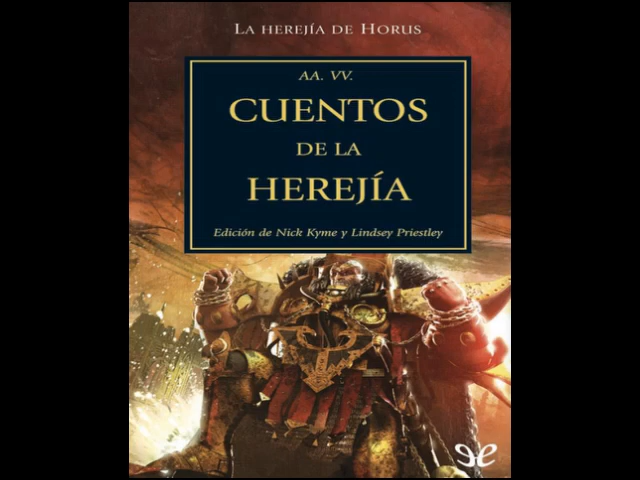 LA HEREJÍA DE HORUS
AA. VV.
CUENTOS
DE LA
HEREJÍA
Edición de Nick Kyme y Lindsey Priestley